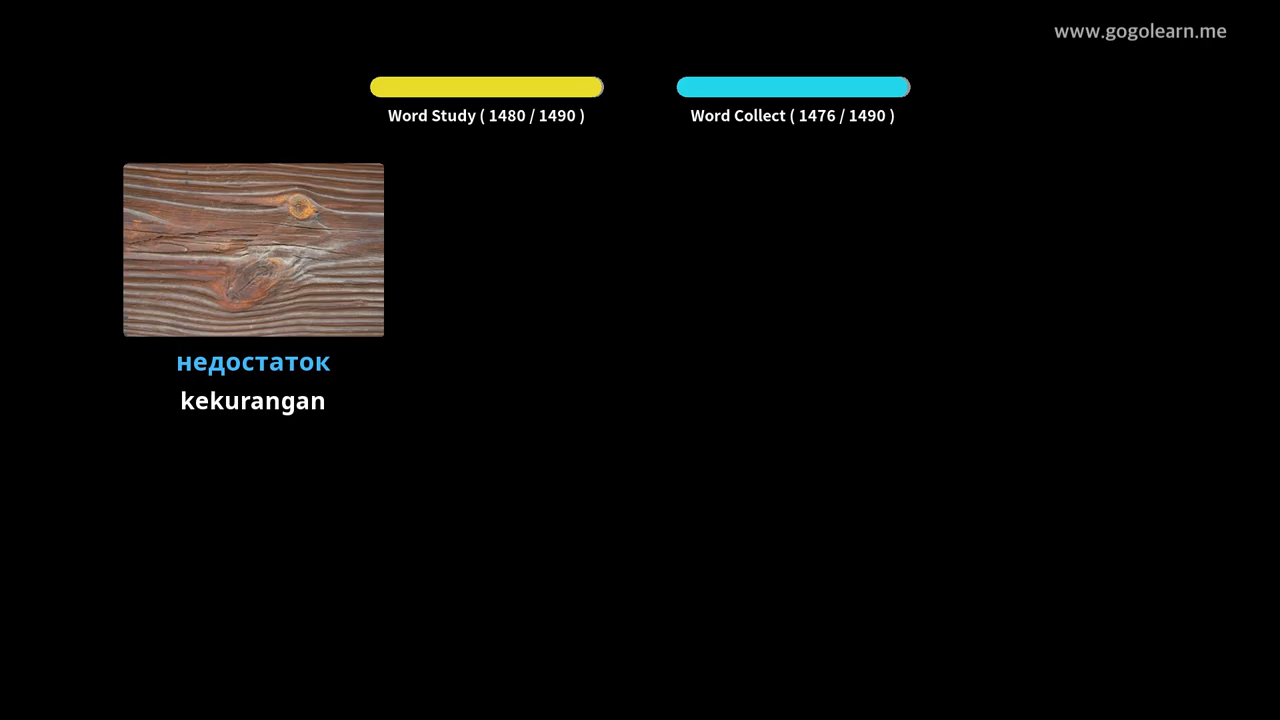 www.gogolearn.me
Word Study ( 1480 / 1490 )
Word Collect ( 1476 / 1490 )
недостаток
kekurangan